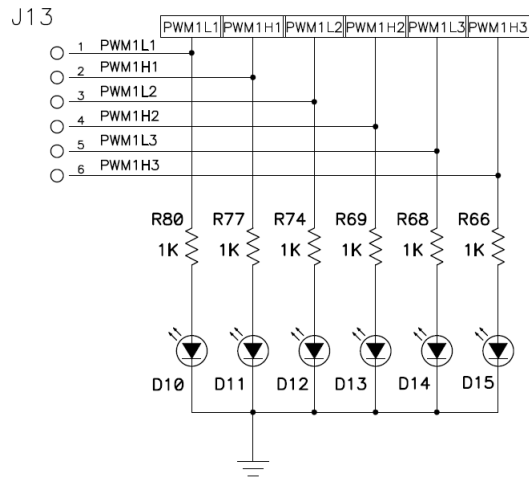 J13
PWM1L1 PWM1H1 PWM1L2 PWM1H2 PWM1L3 PWM1H3
1 PWM1L1
2 PWM1H1
3 PWM1L2
4 PWM1H2
5 PWM1L3
6 PWM1H3
R80 R77 R74 R69 R68 R66
1K 1K 1K 1K 1K 1K
D10 D11 D12 D13 D14 D15